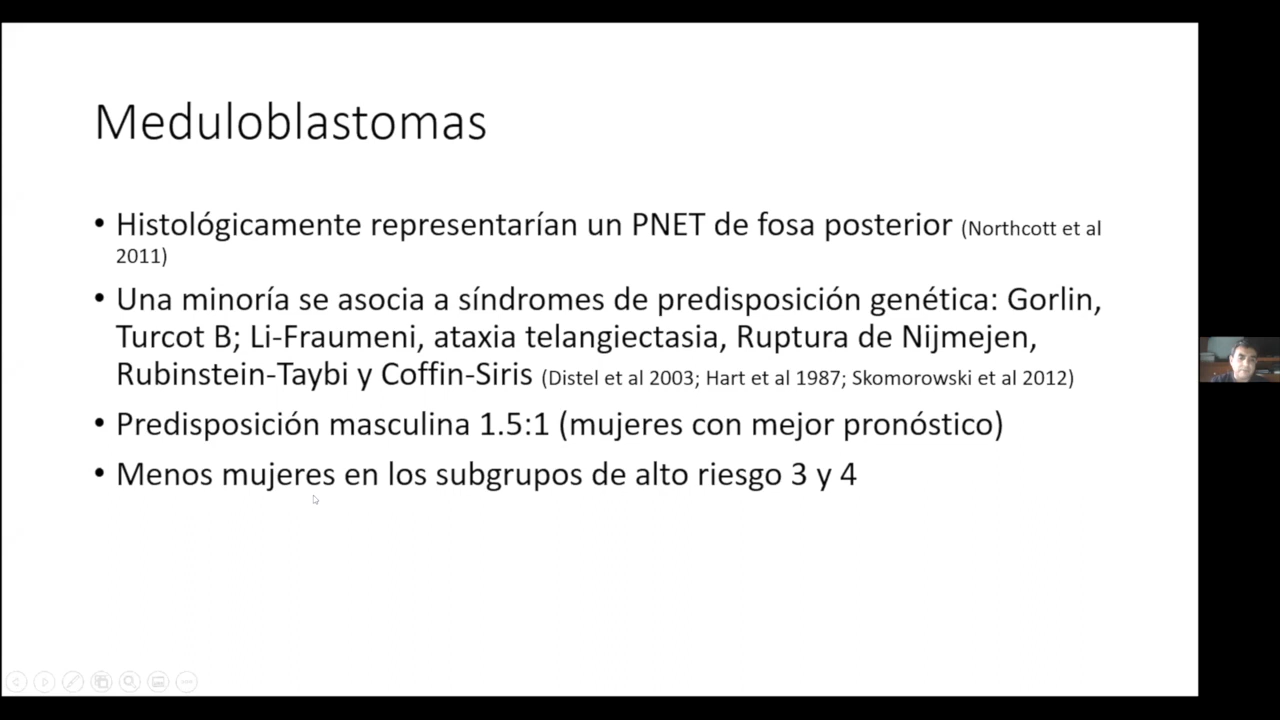 Meduloblastomas
• Histológicamente representarían un PNET de fosa posterior (Northcott et al
2011)
• Una minoría se asocia a síndromes de predisposición genética: Gorlin,
Turcot B; Li-Fraumeni, ataxia telangiectasia, Ruptura de Nijmejen,
Rubinstein-Taybi y Coffin-Siris (Distel et al 2003; Hart et al 1987; Skomorowski et al 2012)
• Predisposición masculina 1.5:1 (mujeres con mejor pronóstico)
• Menos mujeres en los subgrupos de alto riesgo 3 y 4